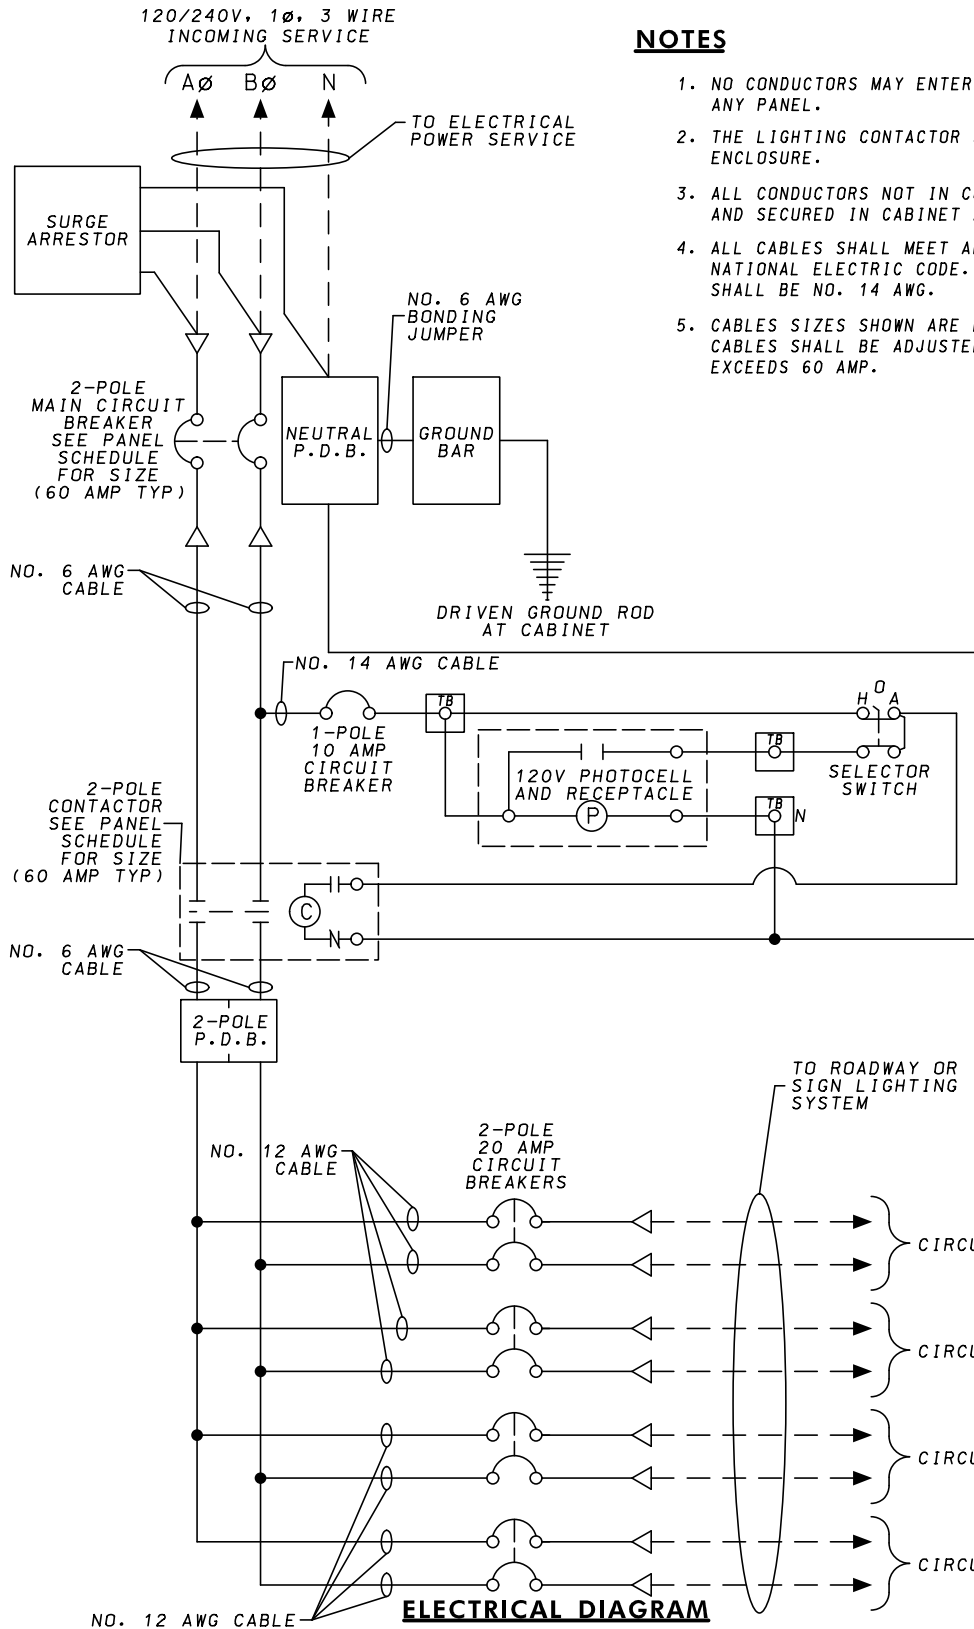 120/240V, 1Ø, 3 WIRE
INCOMING SERVICE
AØ BØ N
TO ELECTRICAL
POWER SERVICE
SURGE
ARRESTOR
NO. 6 AWG
BONDING
JUMPER
2-POLE
MAIN CIRCUIT
BREAKER
SEE PANEL
SCHEDULE
FOR SIZE
(60 AMP TYP)
NEUTRAL
P.D.B.
GROUND
BAR
NO. 6 AWG
CABLE
DRIVEN GROUND ROD
AT CABINET
NOTES
1. NO CONDUCTORS MAY ENTER
ANY PANEL.
2. THE LIGHTING CONTACTOR
ENCLOSURE.
3. ALL CONDUCTORS NOT IN
AND SECURED IN CABINET
4. ALL CABLES SHALL MEET
NATIONAL ELECTRIC CODE.
SHALL BE NO. 14 AWG.
5. CABLES SIZES SHOWN ARE
CABLES SHALL BE ADJUSTE
EXCEEDS 60 AMP.
NO. 14 AWG CABLE
1-POLE
10 AMP
CIRCUIT
BREAKER
TB
H O A
SELECTOR
SWITCH
TB
120V PHOTOCELL
AND RECEPTACLE
P
TB N
2-POLE
CONTACTOR
SEE PANEL
SCHEDULE
FOR SIZE
(60 AMP TYP)
C
NO. 6 AWG
CABLE
2-POLE
P.D.B.
TO ROADWAY OR
SIGN LIGHTING
SYSTEM
NO. 12 AWG
CABLE
2-POLE
20 AMP
CIRCUIT
BREAKERS
CIRCU
CIRCU
CIRCU
CIRCU
NO. 12 AWG CABLE
ELECTRICAL DIAGRAM